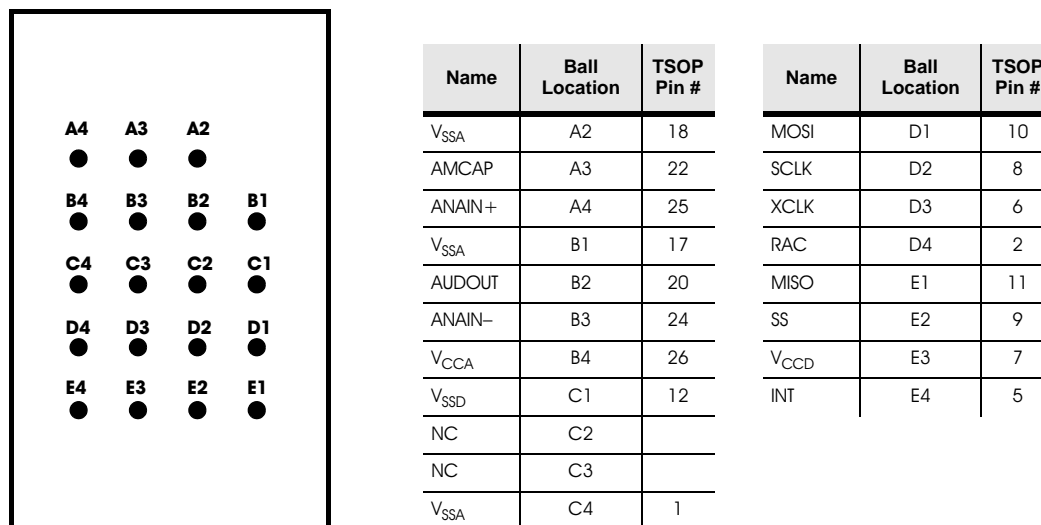 A4 A3 A2
B4 B3 B2 B1
C4 C3 C2 C1
D4 D3 D2 D1
E4 E3 E2 E1
Name Ball Location TSOP Pin #
VSSA A2 18
AMCAP A3 22
ANAIN+ A4 25
VSSA B1 17
AUDOUT B2 20
ANAIN– B3 24
VCCA B4 26
VSSD C1 12
NC C2
NC C3
VSSA C4 1
Name Ball Location TSOP Pin #
MOSI D1 10
SCLK D2 8
XCLK D3 6
RAC D4 2
MISO E1 11
SS E2 9
VCCD E3 7
INT E4 5